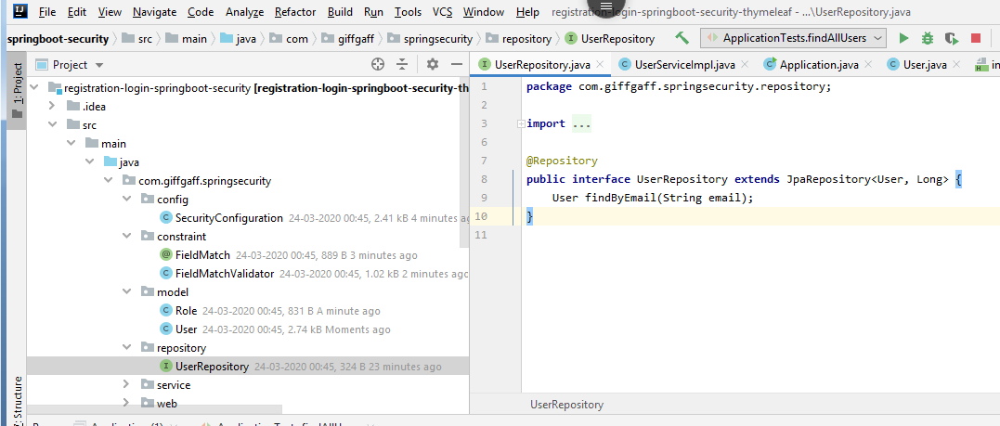 IJ File Edit View Navigate Code Analyze Refactor Build Run Tools VCS Window Help registration-login-springboot-security-thymeleaf - ...\UserRepository.java
springboot-security src main java com giffgaff springsecurity repository UserRepository ApplicationTests.findAllUsers
1: Project
Project
UserRepository.java UserServiceImpl.java Application.java User.java in
registration-login-springboot-security [registration-login-springboot-security-th
.idea
src
main
java
com.giffgaff.springsecurity
config
SecurityConfiguration 24-03-2020 00:45, 2.41 kB 4 minutes ag
constraint
FieldMatch 24-03-2020 00:45, 889 B 3 minutes ago
FieldMatchValidator 24-03-2020 00:45, 1.02 kB 2 minutes ago
model
Role 24-03-2020 00:45, 831 B A minute ago
User 24-03-2020 00:45, 2.74 kB Moments ago
repository
UserRepository 24-03-2020 00:45, 324 B 23 minutes ago
service
web
7: Structure
1 package com.giffgaff.springsecurity.repository;
2
3 import ...
6
7 @Repository
8 public interface UserRepository extends JpaRepository<User, Long> {
9 User findByEmail(String email);
10 }
11
UserRepository